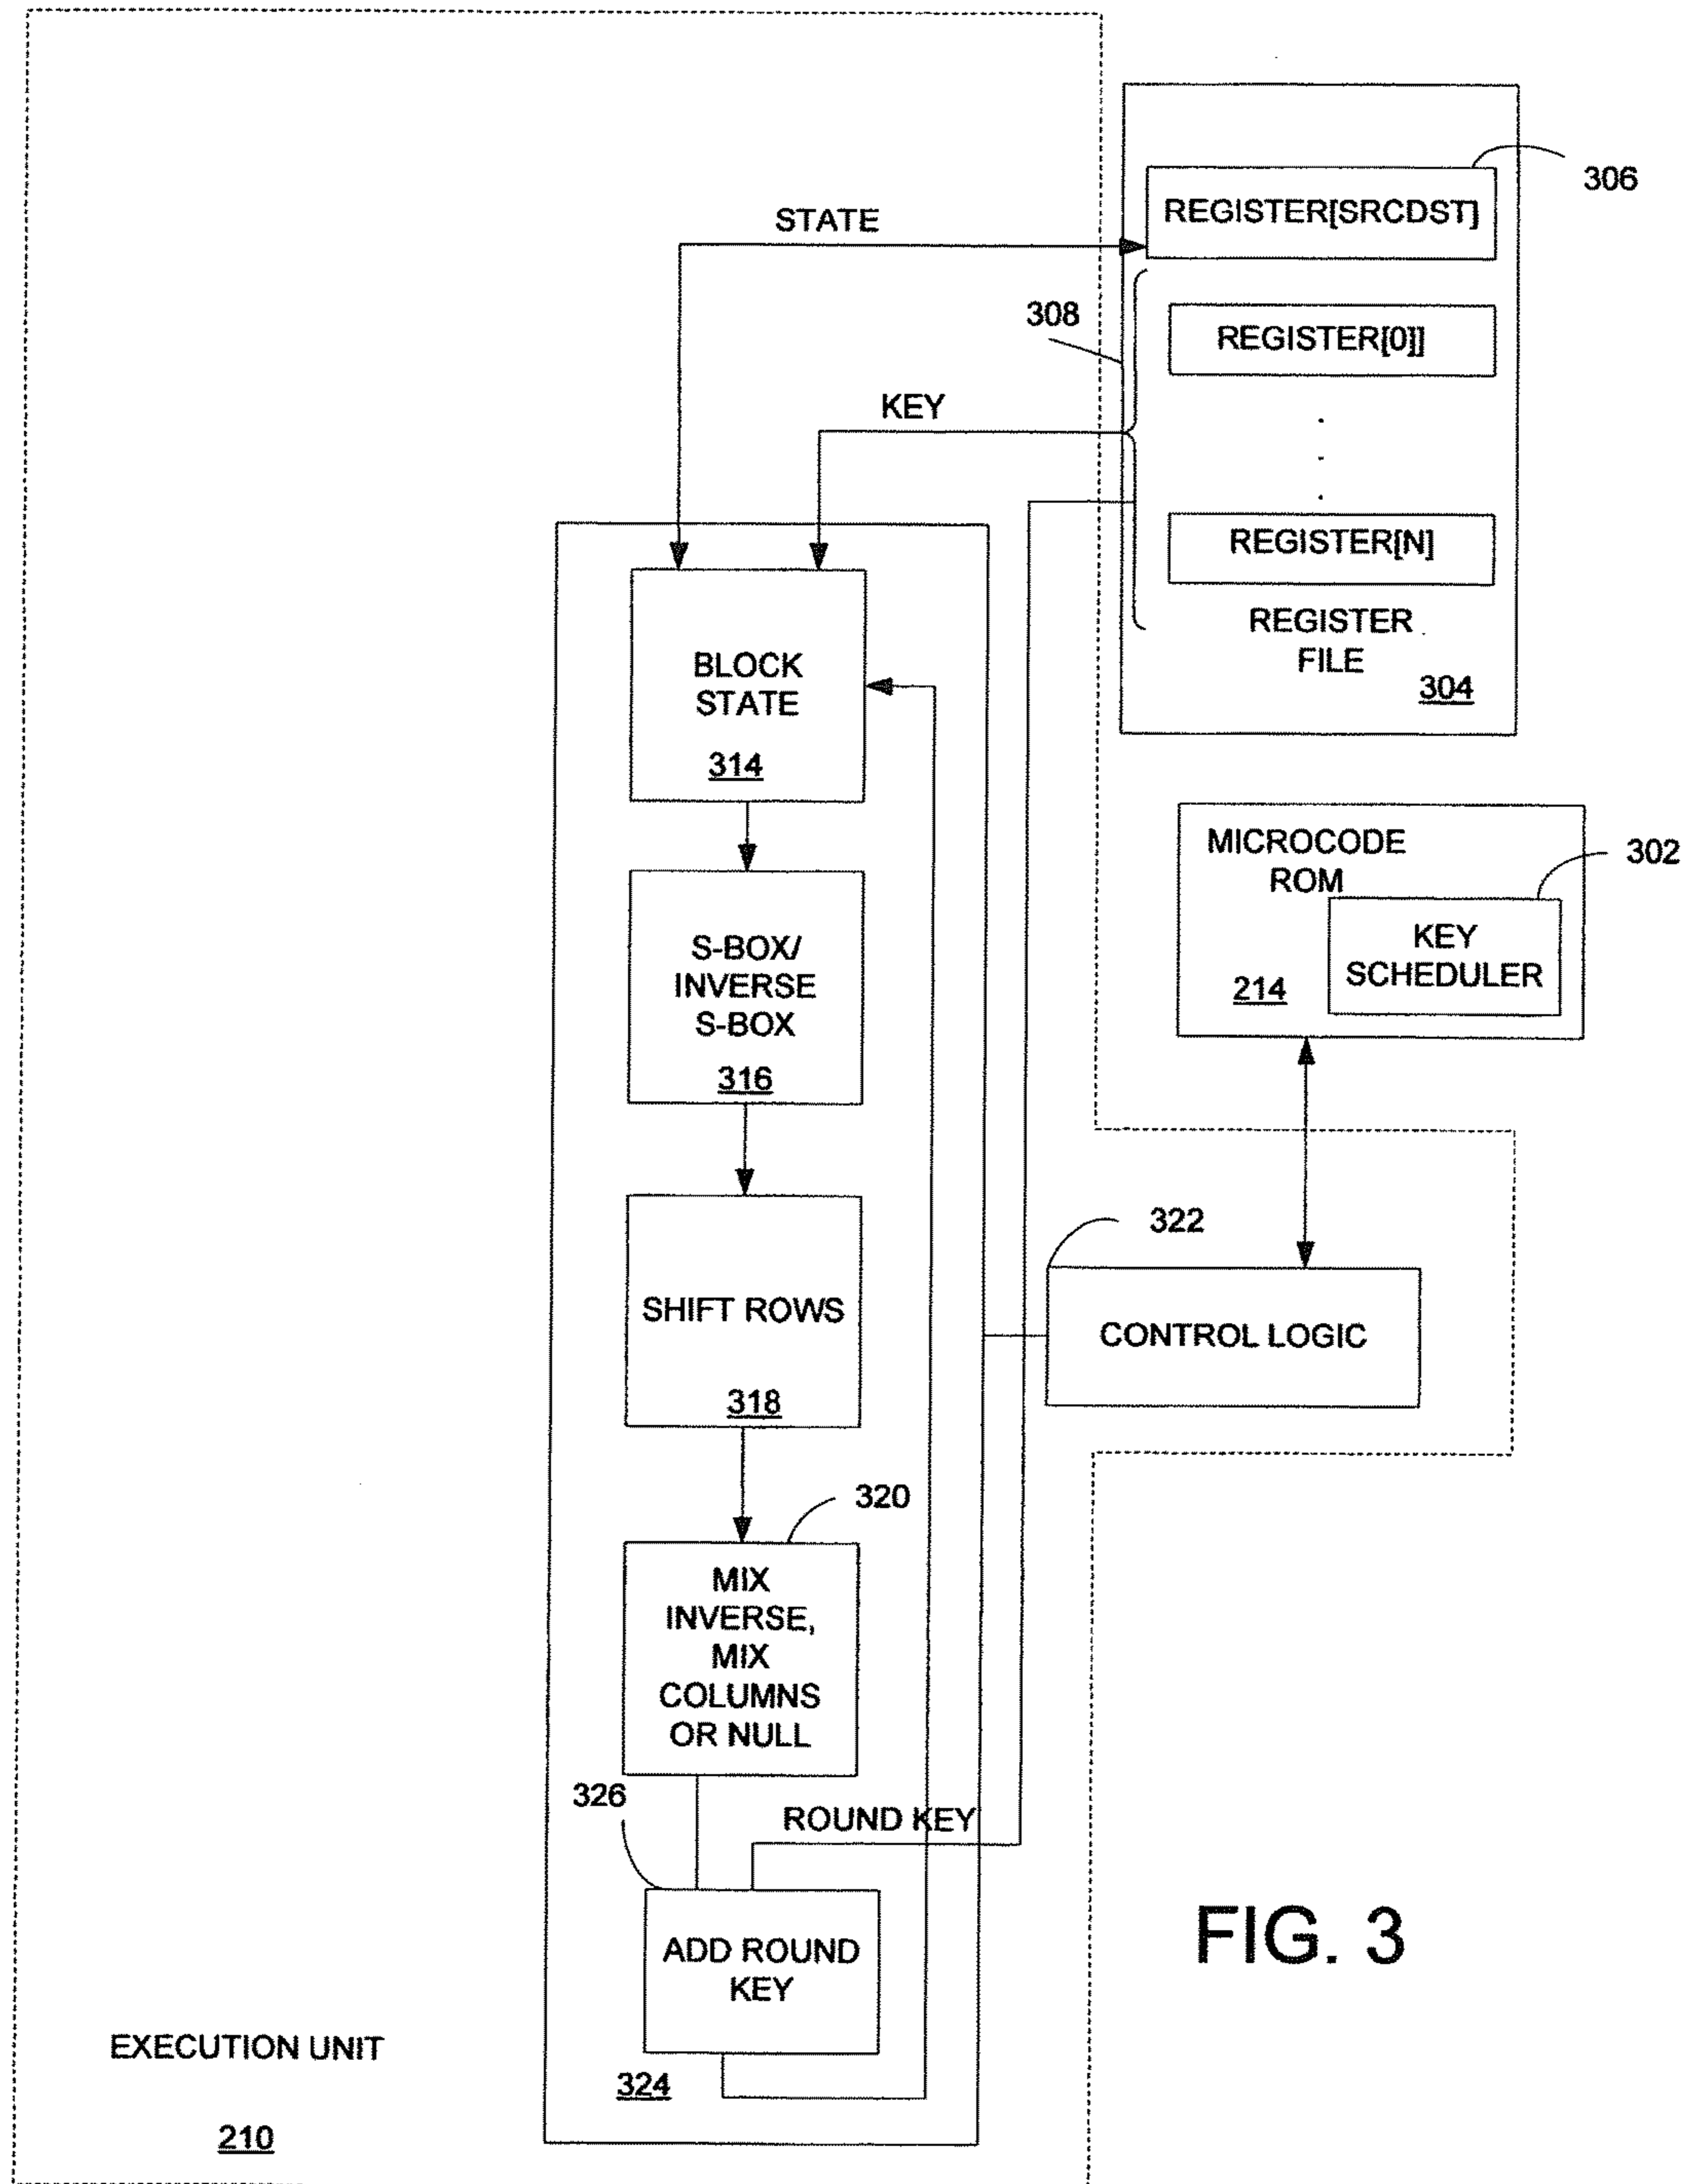 306
REGISTER[SRCDST]
STATE
308
REGISTER[0]]
KEY
REGISTER[N]
REGISTER
FILE
304
BLOCK
STATE
314
MICROCODE
ROM
302
KEY
SCHEDULER
214
S-BOX/
INVERSE
S-BOX
316
322
SHIFT ROWS
318
CONTROL LOGIC
320
MIX
INVERSE,
MIX
COLUMNS
OR NULL
326
ROUND KEY
ADD ROUND
KEY
324
EXECUTION UNIT
210
FIG. 3